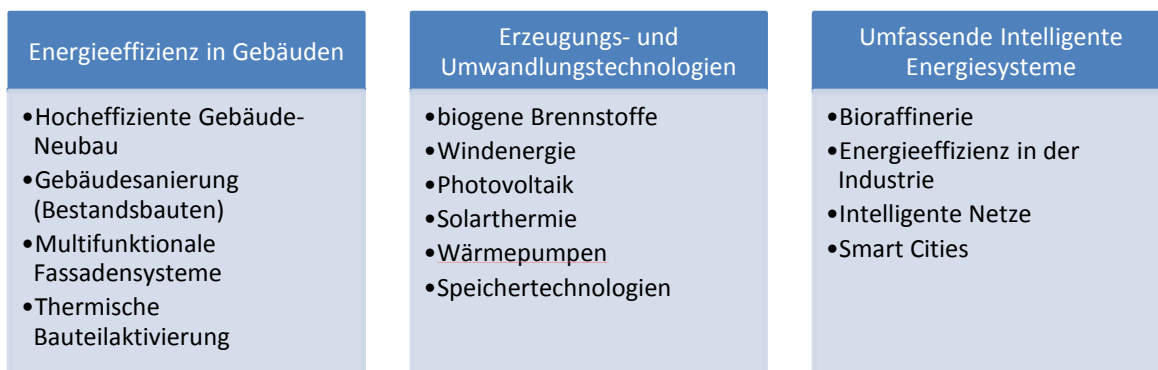 Energieeffizienz in Gebäuden
•Hocheffiziente Gebäude-
Neubau
•Gebäudesanierung
(Bestandsbauten)
•Multifunktionale
Fassadensysteme
•Thermische
Bauteilaktivierung
Erzeugungs- und
Umwandlungstechnologien
•biogene Brennstoffe
•Windenergie
•Photovoltaik
•Solarthermie
•Wärmepumpen
•Speichertechnologien
Umfassende Intelligente
Energiesysteme
•Bioraffinerie
•Energieeffizienz in der
Industrie
•Intelligente Netze
•Smart Cities